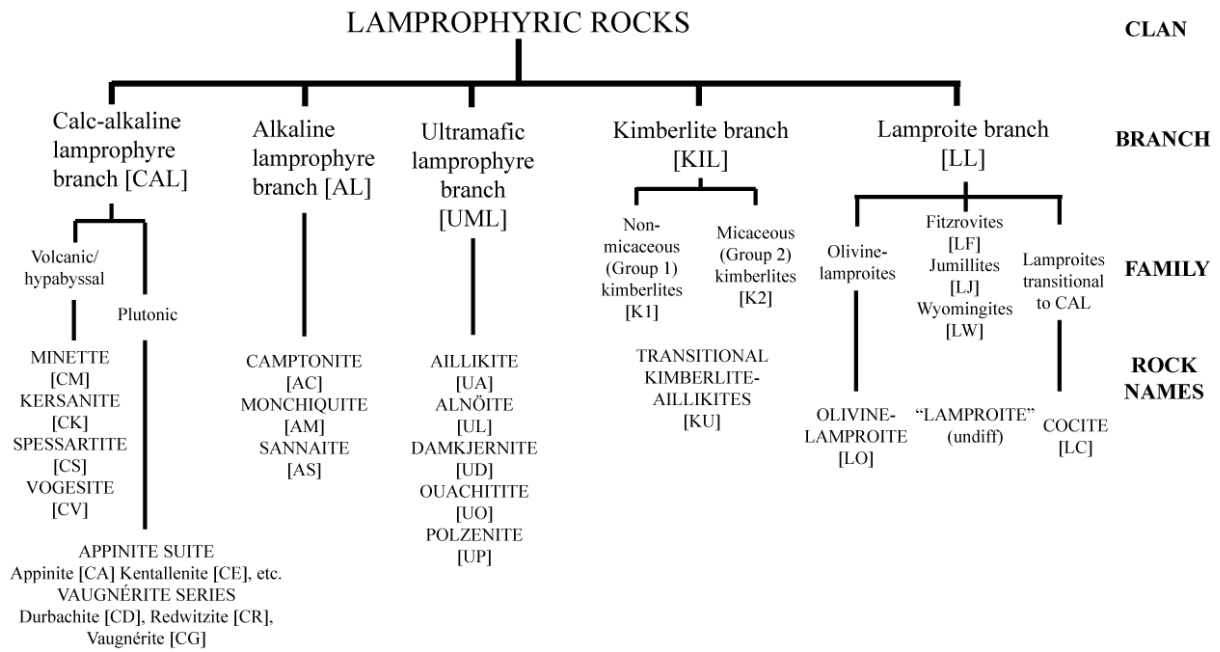 LAMPROPHYRIC ROCKS
CLAN
Calc-alkaline
lamprophyre
branch [CAL]
Alkaline
lamprophyre
branch [AL]
Ultramafic
lamprophyre
branch
[UML]
Kimberlite branch
[KIL]
Lamproite branch
[LL]
BRANCH
Volcanic/
hypabyssal
Plutonic
Non-
micaceous
(Group 1)
kimberlites
[K1]
Micaceous
(Group 2)
kimberlites
[K2]
Olivine-
lamproites
Fitzrovites
[LF]
Jumillites
[LJ]
Wyomingites
[LW]
Lamproites
transitional
to CAL
FAMILY
MINETTE
[CM]
KERSANITE
[CK]
SPESSARTITE
[CS]
VOGESITE
[CV]
APPINITE SUITE
Appinite [CA] Kentallenite [CE], etc.
VAUGNÉRITE SERIES
Durbachite [CD], Redwitzite [CR],
Vaugnérite [CG]
CAMPTONITE
[AC]
MONCHIQUITE
[AM]
SANNAITE
[AS]
AILLIKITE
[UA]
ALNÖITE
[UL]
DAMKJERNITE
[UD]
OUACHITITE
[UO]
POLZENITE
[UP]
TRANSITIONAL
KIMBERLITE-
AILLIKITES
[KU]
OLIVINE-
LAMPROITE
[LO]
“LAMPROITE”
(undiff)
COCITE
[LC]
ROCK
NAMES